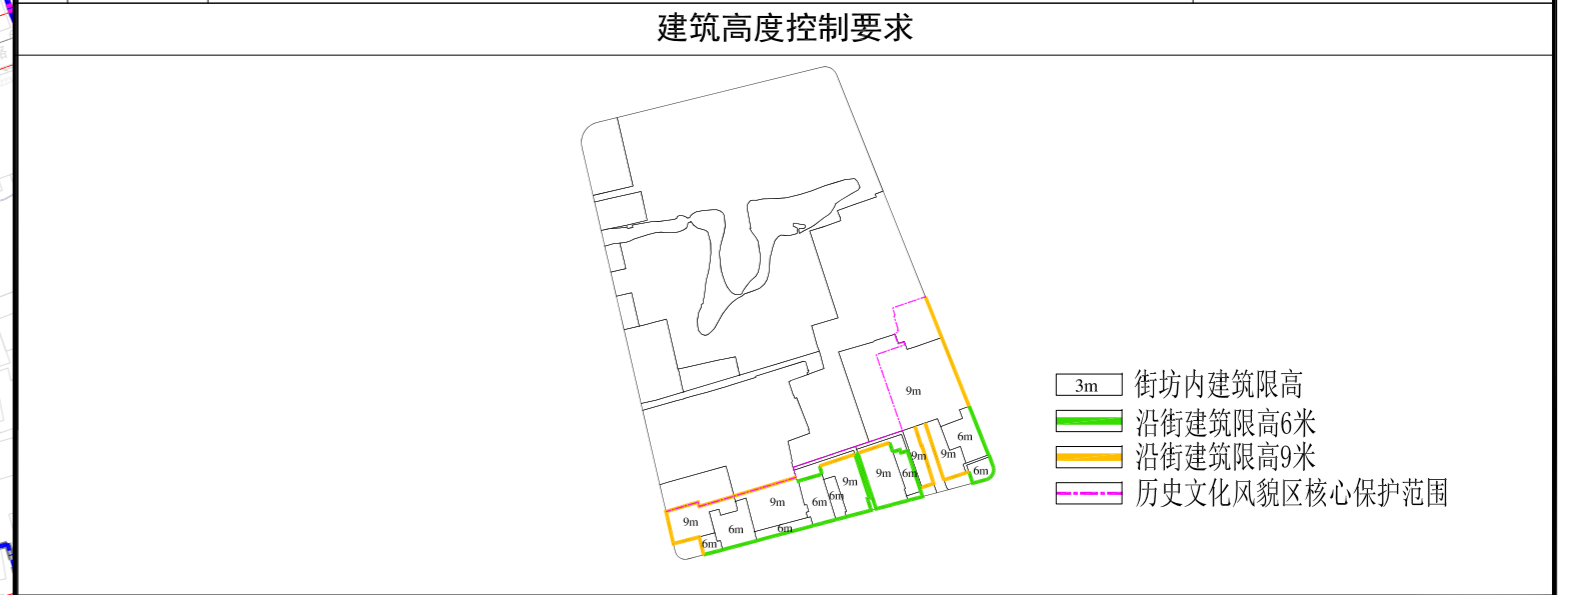 建筑高度控制要求
9m
3m 街坊内建筑限高
沿街建筑限高6米
6m
9m
9m
沿街建筑限高9米
6m
9m
6m
9m
6m
历史文化风貌区核心保护范围
9m
6m
6m
9m
6m
6m
6m